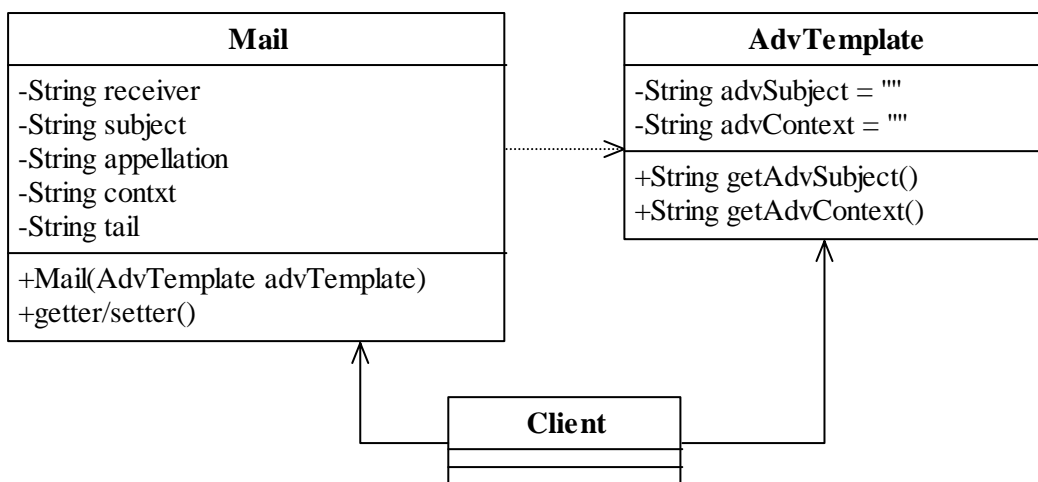 Mail
-String receiver
-String subject
-String appellation
-String contxt
-String tail
+Mail(AdvTemplate advTemplate)
+getter/setter()
AdvTemplate
-String advSubject = ""
-String advContext = ""
+String getAdvSubject()
+String getAdvContext()
Client